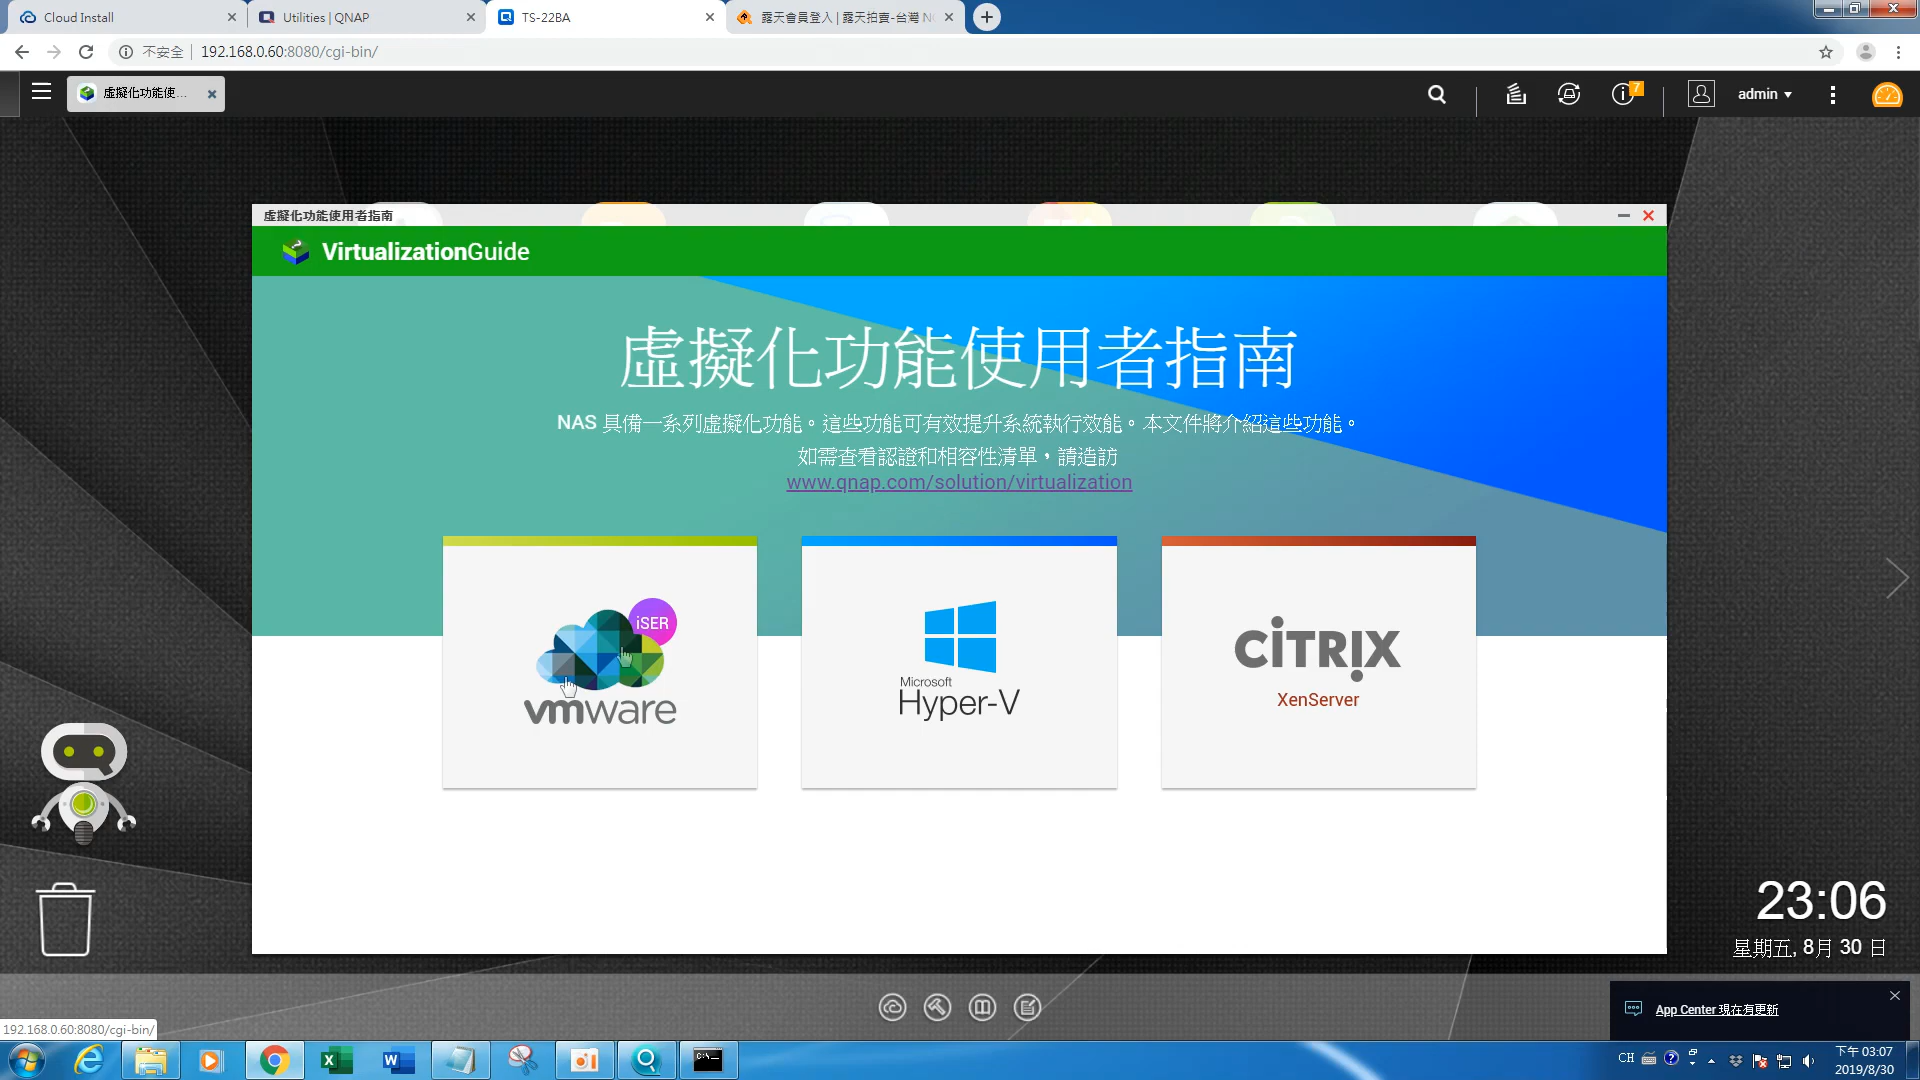 Cloud Install
Utilities | QNAP
TS-22BA
露天會員登入 | 露天拍賣-台灣 N
不安全
192.168.0.60:8080/cgi-bin/
虛擬化功能使...
7
admin
虛擬化功能使用者指南
VirtualizationGuide
虛擬化功能使用者指南
NAS 具備一系列虛擬化功能。這些功能可有效提升系統執行效能。本文件將介紹這些功能。
如需查看認證和相容性清單，請造訪
www.qnap.com/solution/virtualization
iSER
vmware
Microsoft
Hyper-V
CITRIX
XenServer
23:06
星期五, 8月 30 日
App Center 現在有更新
192.168.0.60:8080/cgi-bin/
CH
下午 03:07
2019/8/30